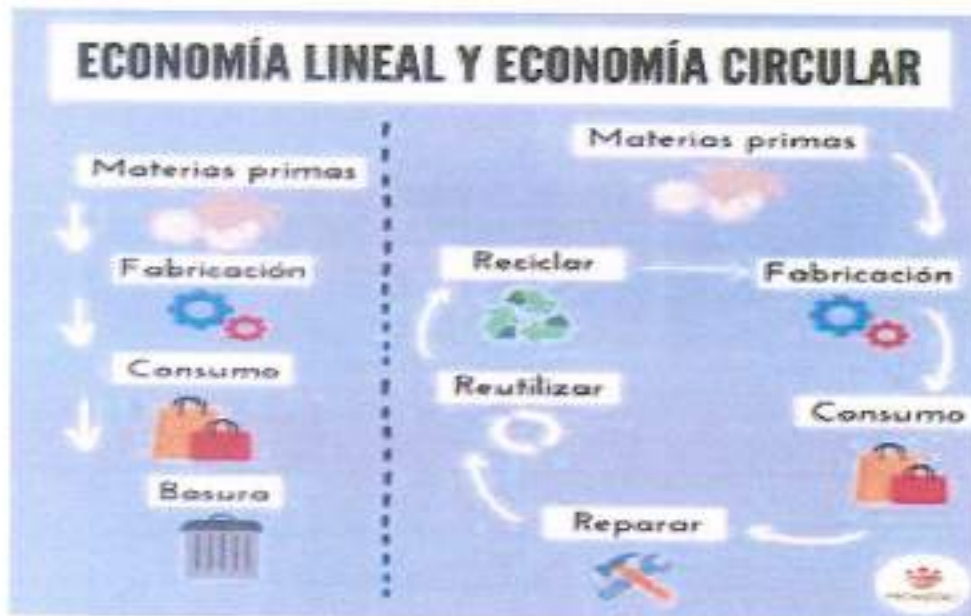 ECONOMÍA LINEAL Y ECONOMÍA CIRCULAR
Materias primas
Fabricación
Consumo
Basura
Materias primas
Fabricación
Consumo
Reparar
Reutilizar
Reciclar